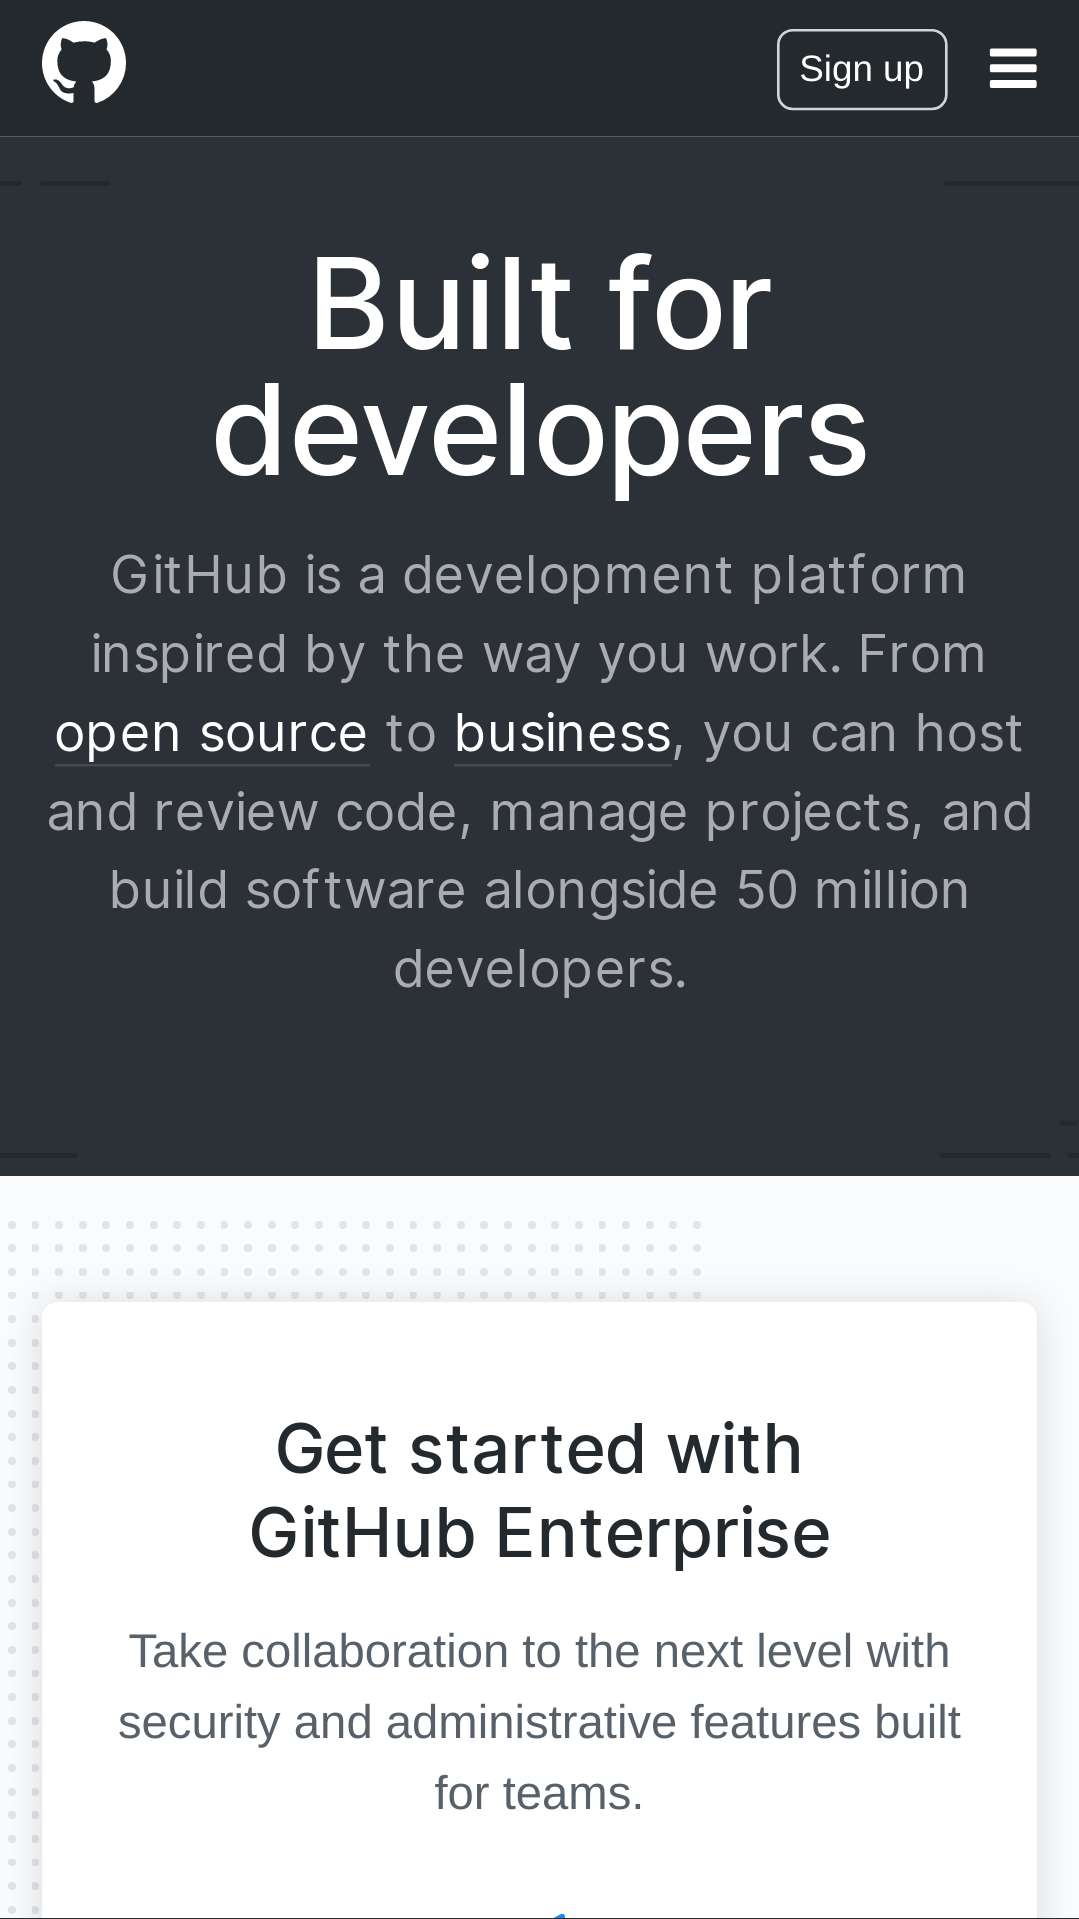 Sign up
Built for
developers
GitHub is a development platform
inspired by the way you work. From
open source to business, you can host
and review code, manage projects, and
build software alongside 50 million
developers.
Get started with
GitHub Enterprise
Take collaboration to the next level with
security and administrative features built
for teams.